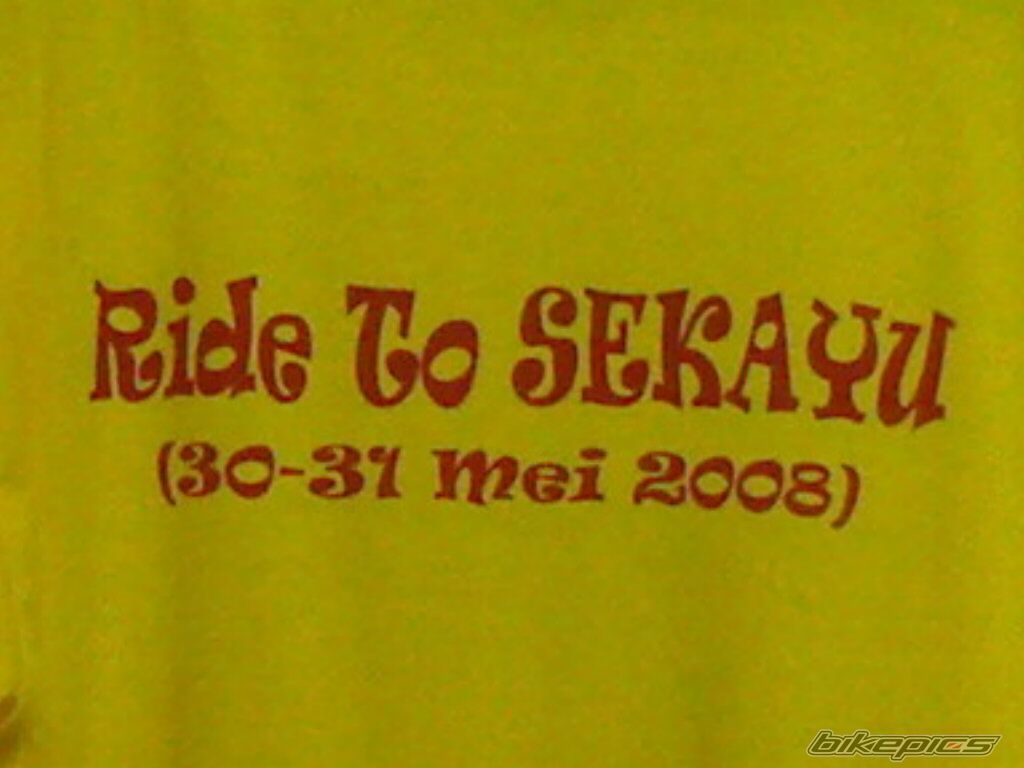 Ride To SEKAYU
(30-31 Mei 2008)
bikepics